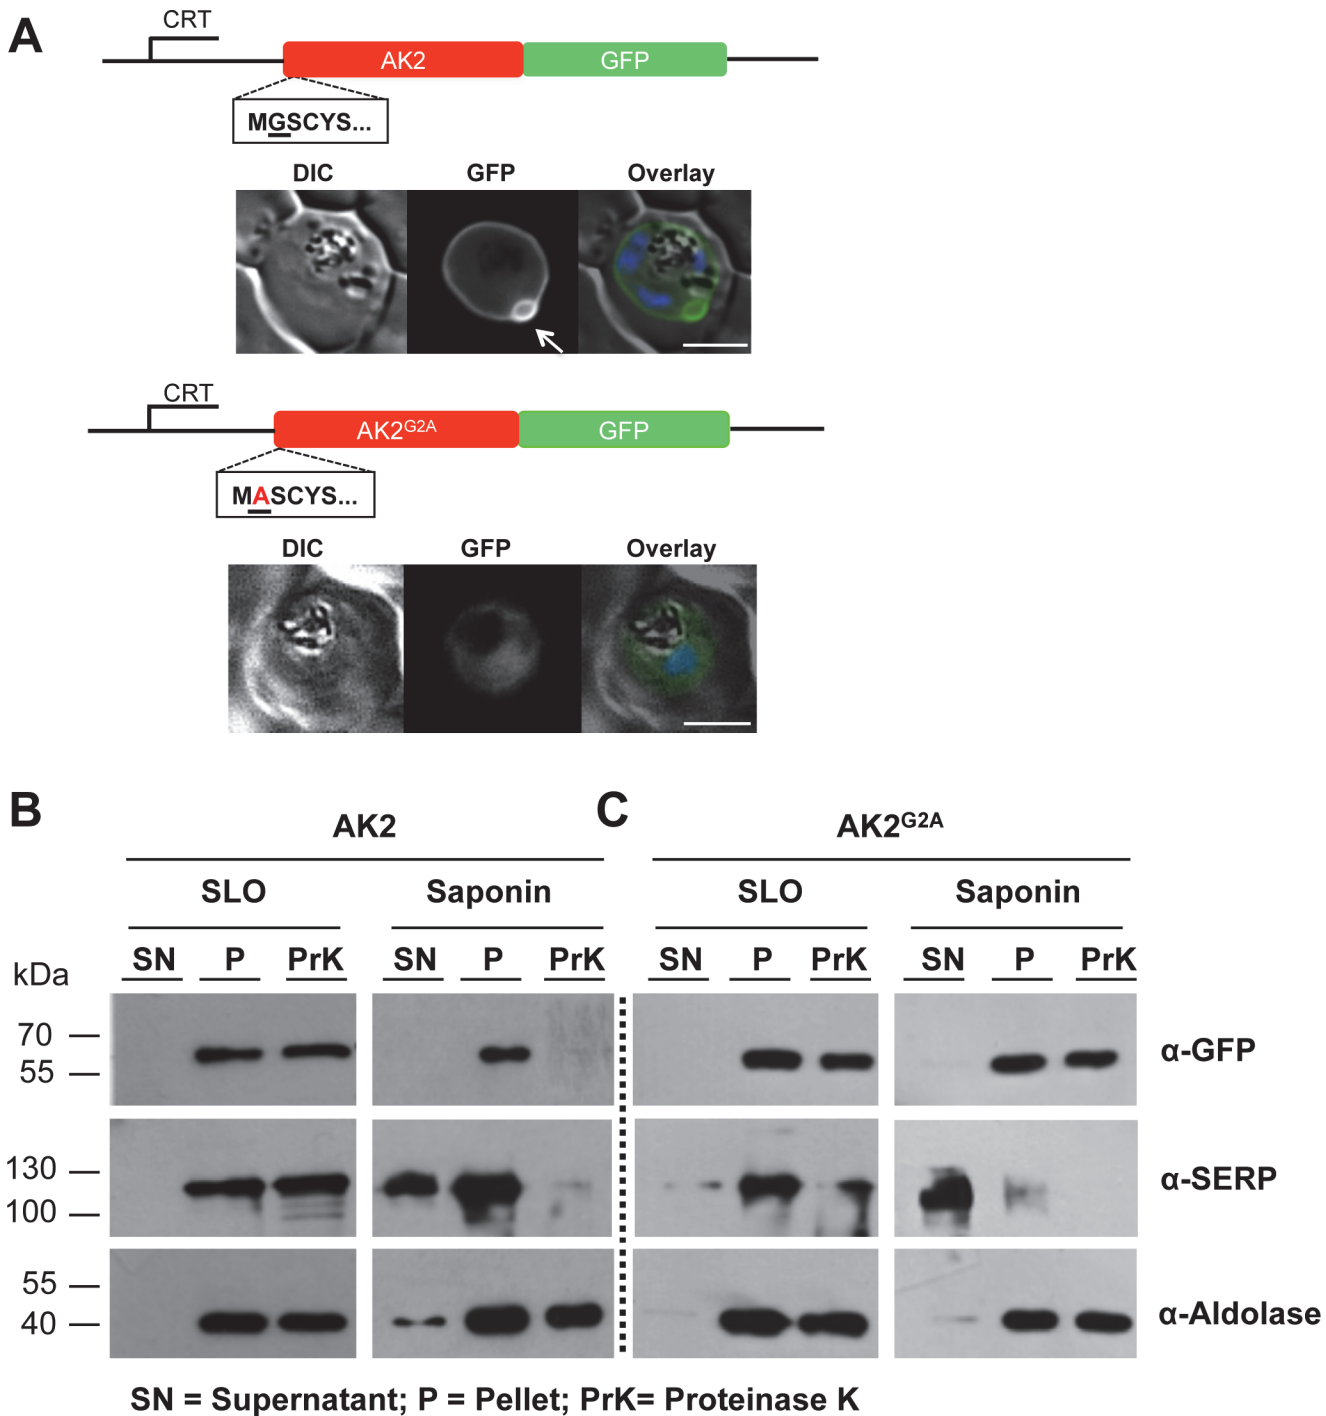 A
CRT
AK2 GFP
MGSCYS...
DIC GFP Overlay
CRT
AK2G2A GFP
MASCYS...
DIC GFP Overlay
B C
AK2 AK2G2A
SLO Saponin SLO Saponin
kDa SN P PrK SN P PrK SN P PrK SN P PrK
70
55
α-GFP
130
100
α-SERP
55
40
α-Aldolase
SN = Supernatant; P = Pellet; PrK= Proteinase K